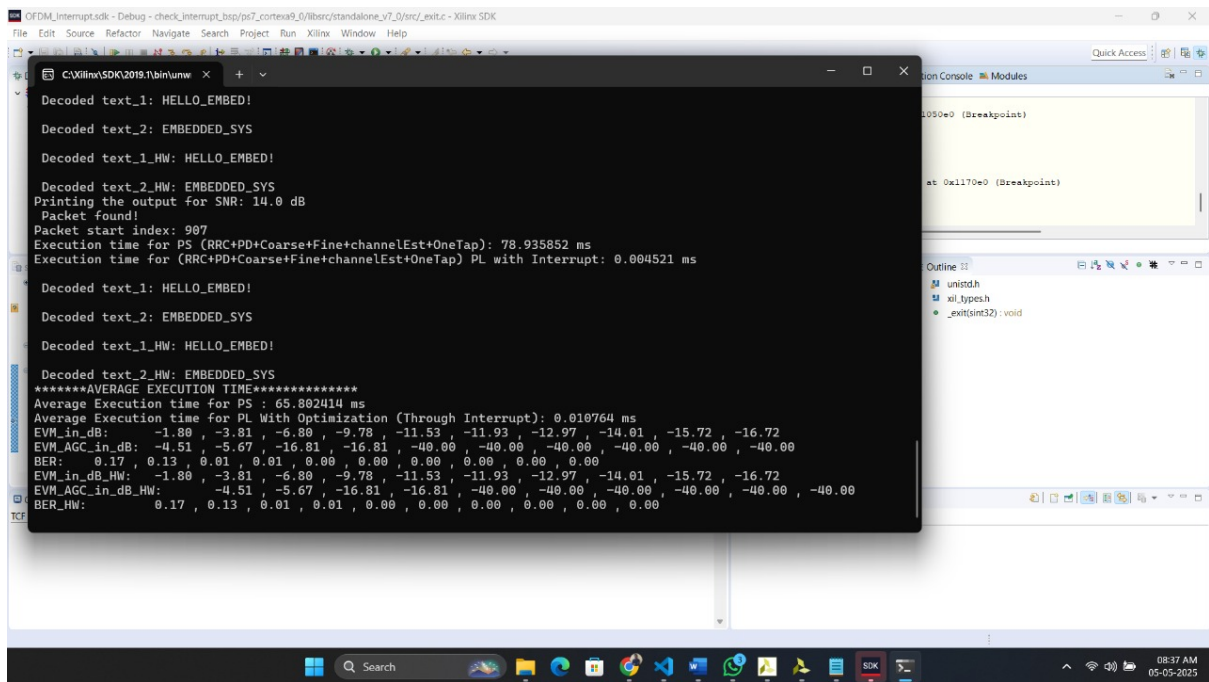 OFDM_Interrupt.sdk - Debug - check_interrupt_bsp/ps7_cortexa9_0/libsrc/standalone_v7_0/src/_exit.c - Xilinx SDK
File Edit Source Refactor Navigate Search Project Run Xilinx Window Help
Quick Access
C:\Xilinx\SDK\2019.1\bin\unw
tion Console Modules
Decoded text_1: HELLO_EMBED!
1050e0 (Breakpoint)
Decoded text_2: EMBEDDED_SYS
Decoded text_1_HW: HELLO_EMBED!
Decoded text_2_HW: EMBEDDED_SYS
at 0x1170e0 (Breakpoint)
Printing the output for SNR: 14.0 dB
Packet found!
Packet start index: 907
Execution time for PS (RRC+PD+Coarse+Fine+channelEst+OneTap): 78.935852 ms
Execution time for (RRC+PD+Coarse+Fine+channelEst+OneTap) PL with Interrupt: 0.004521 ms
Outline
Decoded text_1: HELLO_EMBED!
unistd.h
xil_types.h
_exit(sint32) : void
Decoded text_2: EMBEDDED_SYS
Decoded text_1_HW: HELLO_EMBED!
Decoded text_2_HW: EMBEDDED_SYS
*******AVERAGE EXECUTION TIME**************
Average Execution time for PS : 65.802414 ms
Average Execution time for PL With Optimization (Through Interrupt): 0.010764 ms
EVM_in_dB: -1.80 , -3.81 , -6.80 , -9.78 , -11.53 , -11.93 , -12.97 , -14.01 , -15.72 , -16.72
EVM_AGC_in_dB: -4.51 , -5.67 , -16.81 , -16.81 , -40.00 , -40.00 , -40.00 , -40.00 , -40.00 , -40.00
BER: 0.17 , 0.13 , 0.01 , 0.01 , 0.00 , 0.00 , 0.00 , 0.00 , 0.00 , 0.00
EVM_in_dB_HW: -1.80 , -3.81 , -6.80 , -9.78 , -11.53 , -11.93 , -12.97 , -14.01 , -15.72 , -16.72
EVM_AGC_in_dB_HW: -4.51 , -5.67 , -16.81 , -16.81 , -40.00 , -40.00 , -40.00 , -40.00 , -40.00 , -40.00
BER_HW: 0.17 , 0.13 , 0.01 , 0.01 , 0.00 , 0.00 , 0.00 , 0.00 , 0.00 , 0.00
TCF
Search
SDK
08:37 AM
05-05-2025